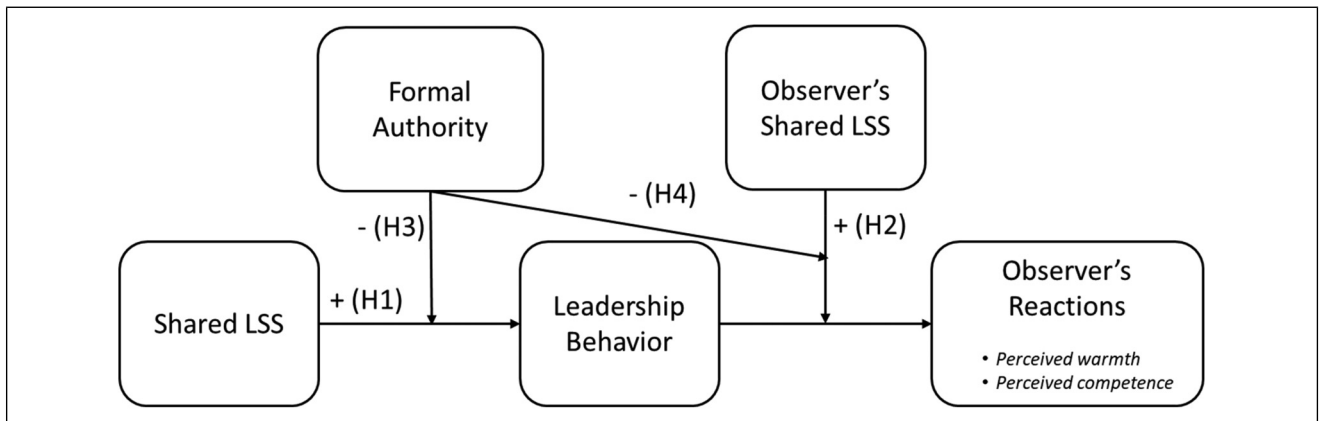 Formal
Authority
Observer's
Shared LSS
- (H4)
- (H3)
+ (H2)
+ (H1)
Shared LSS
Leadership
Behavior
Observer's
Reactions
• Perceived warmth
• Perceived competence